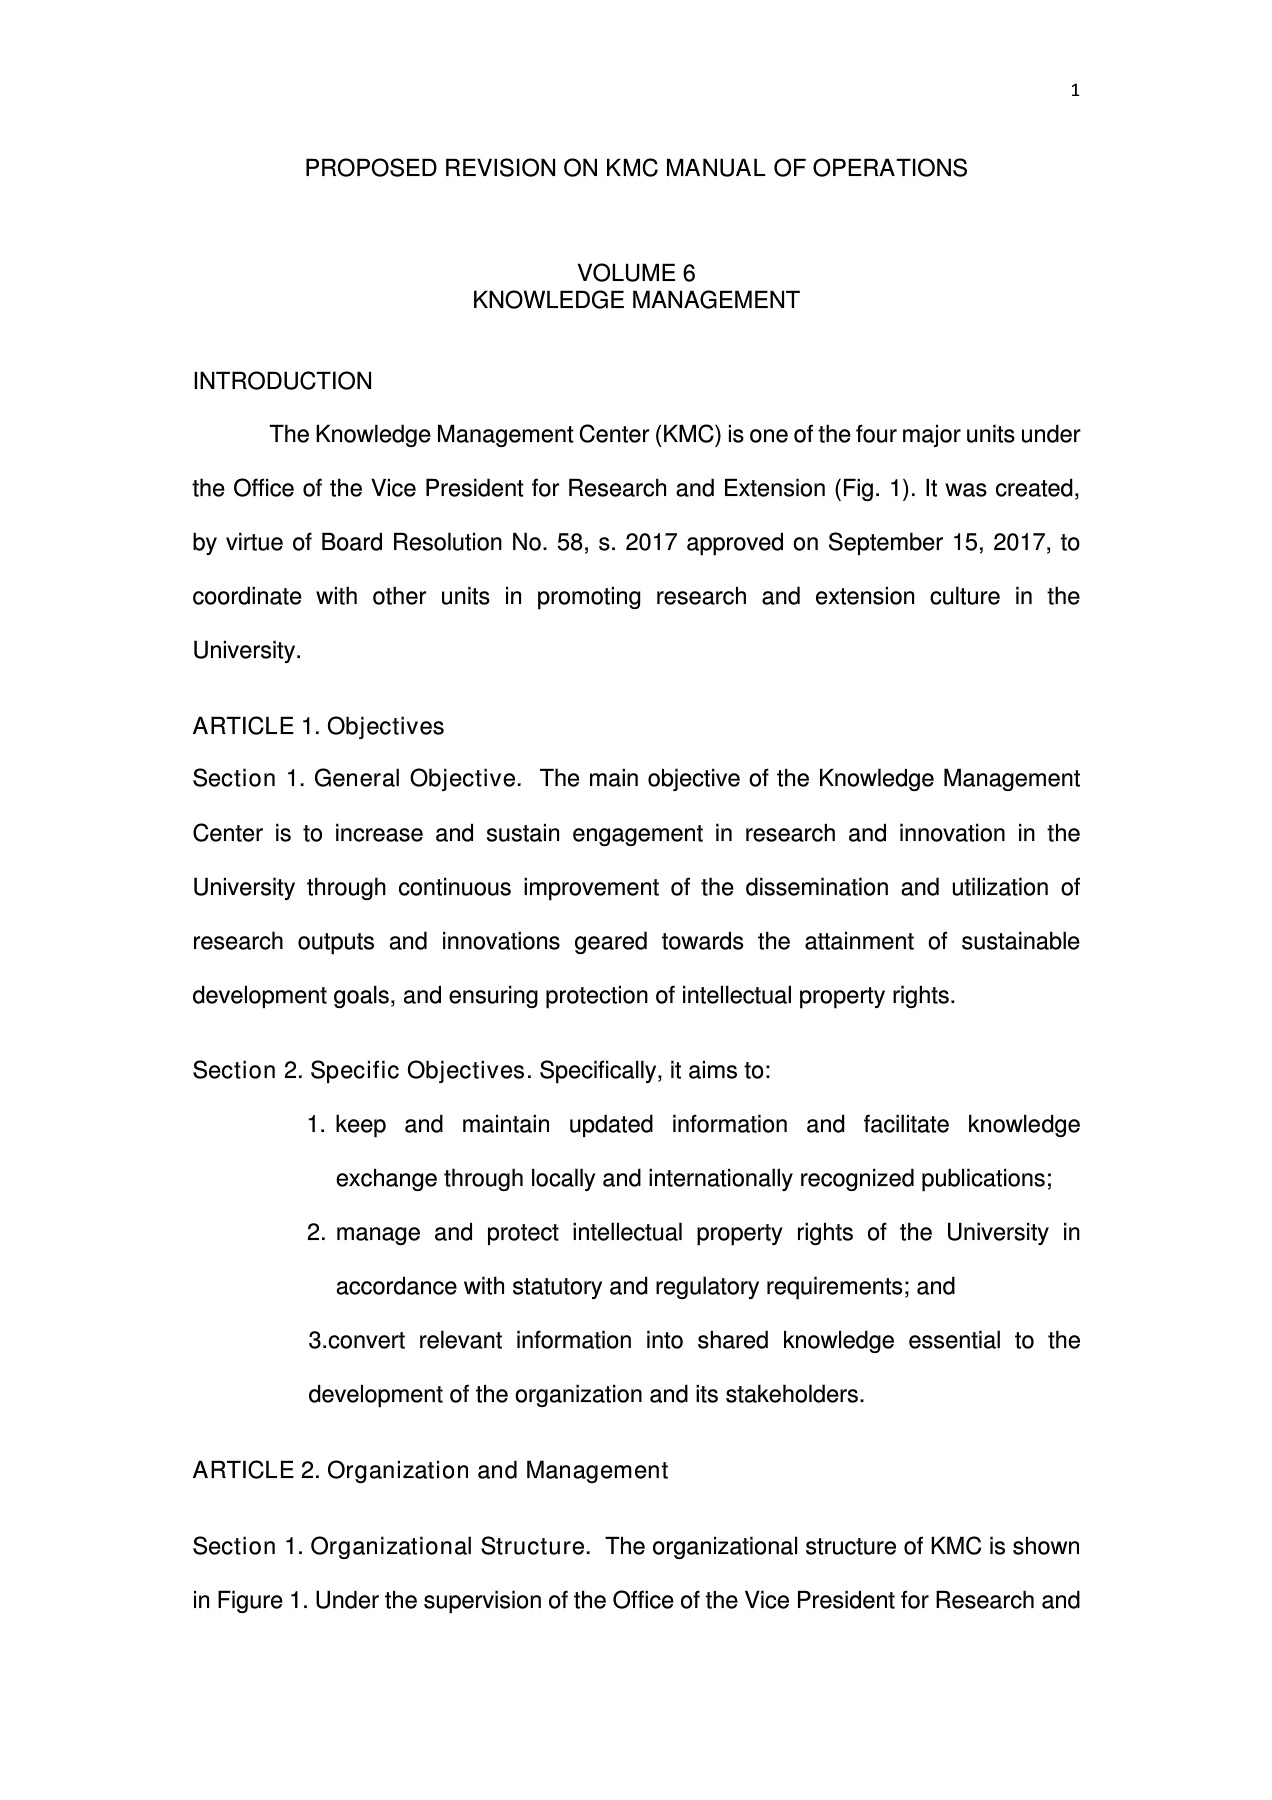 1
PROPOSED REVISION ON KMC MANUAL OF OPERATIONS
VOLUME 6
KNOWLEDGE MANAGEMENT
INTRODUCTION
The Knowledge Management Center (KMC) is one of the four major units under
the Office of the Vice President for Research and Extension (Fig. 1). It was created,
by virtue of Board Resolution No. 58, s. 2017 approved on September 15, 2017, to
coordinate with other units in promoting research and extension culture in the
University.
ARTICLE 1. Objectives
Section 1. General Objective. The main objective of the Knowledge Management
Center is to increase and sustain engagement in research and innovation in the
University through continuous improvement of the dissemination and utilization of
research outputs and innovations geared towards the attainment of sustainable
development goals, and ensuring protection of intellectual property rights.
Section 2. Specific Objectives. Specifically, it aims to:
1. keep and maintain updated information and facilitate knowledge
exchange through locally and internationally recognized publications;
2. manage and protect intellectual property rights of the University in
accordance with statutory and regulatory requirements; and
3.convert relevant information into shared knowledge essential to the
development of the organization and its stakeholders.
ARTICLE 2. Organization and Management
Section 1. Organizational Structure. The organizational structure of KMC is shown
in Figure 1. Under the supervision of the Office of the Vice President for Research and